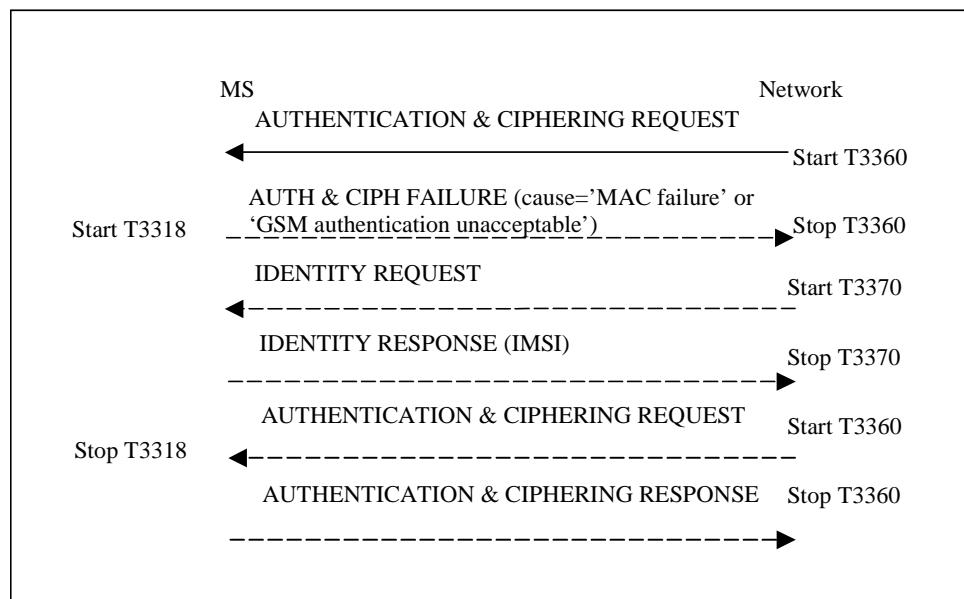 MS Network
AUTHENTICATION & CIPHERING REQUEST
Start T3360
AUTH & CIPH FAILURE (cause=’MAC failure’ or
‘GSM authentication unacceptable’)
Start T3318
Stop T3360
IDENTITY REQUEST
Start T3370
IDENTITY RESPONSE (IMSI)
Stop T3370
AUTHENTICATION & CIPHERING REQUEST
Start T3360
Stop T3318
AUTHENTICATION & CIPHERING RESPONSE
Stop T3360